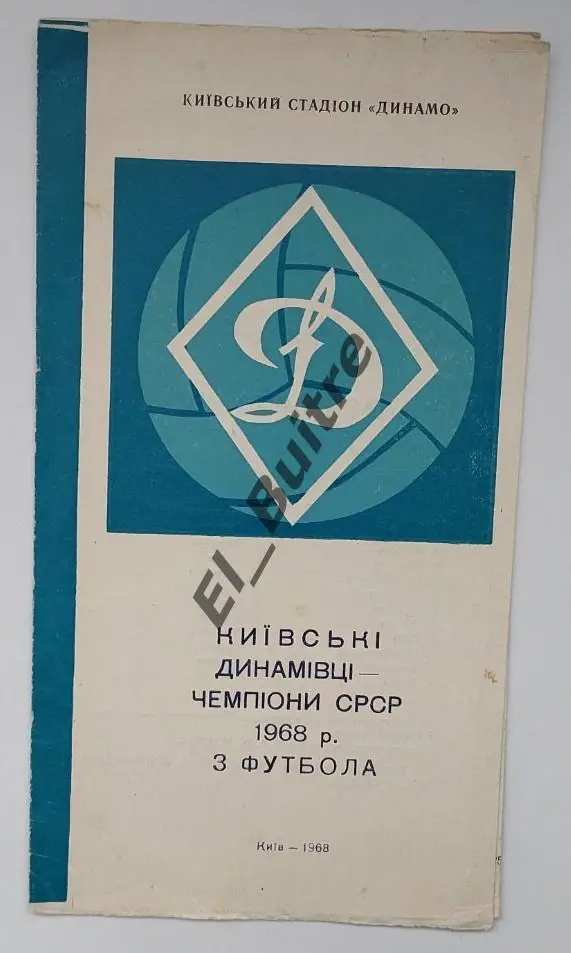 КИЇВСЬКИЙ СТАДІОН «ДИНАМО»
Д
El_Buitre
КИЇВСЬКІ
ДИНАМІВЦІ —
ЧЕМПІОНИ СРСР
1968 р.
З ФУТБОЛА
Київ — 1968